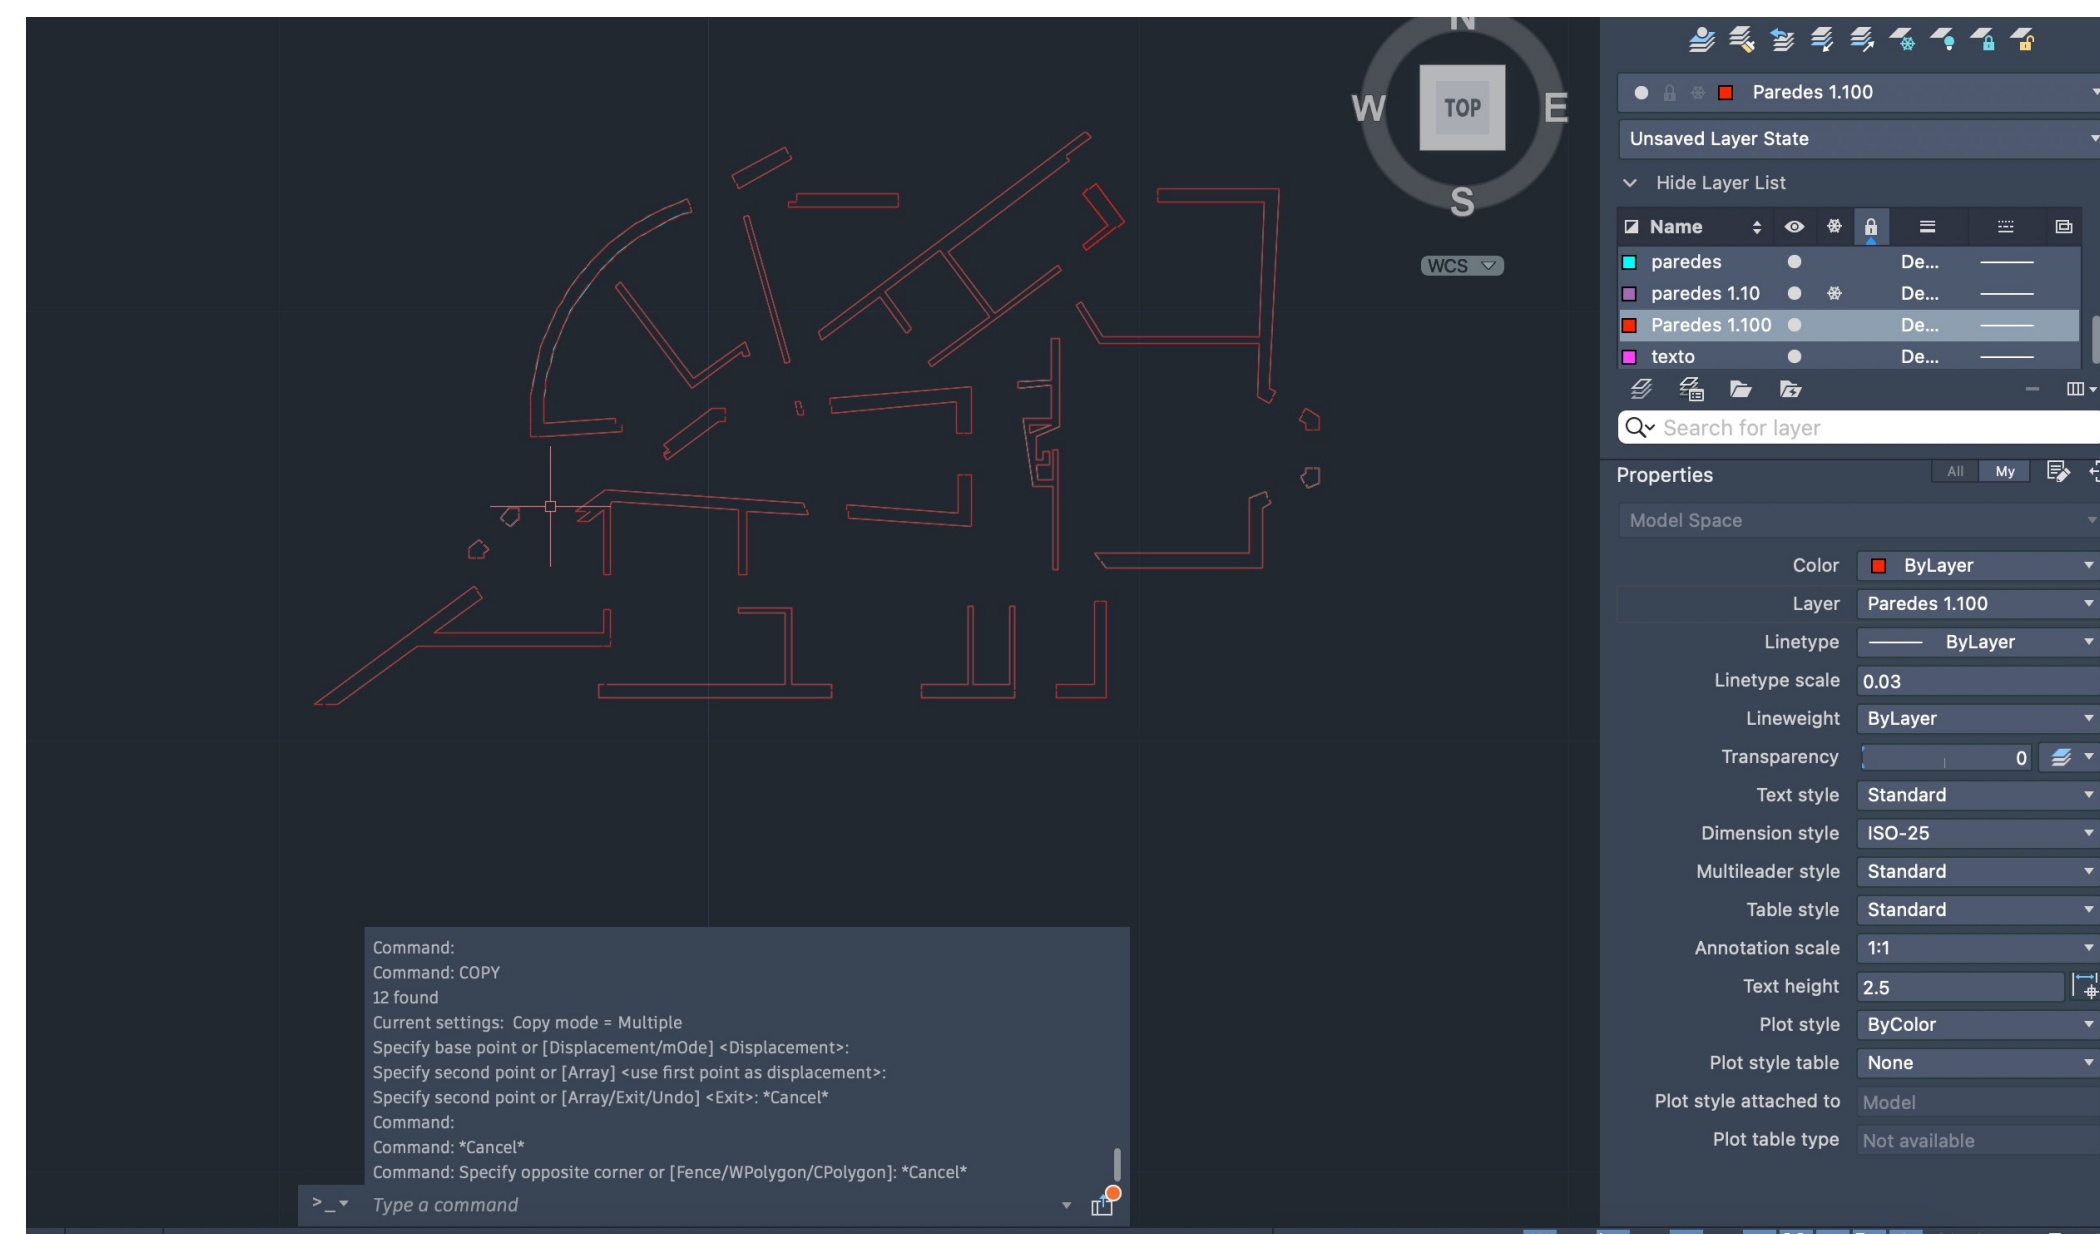 N
W
TOP
E
S
WCS
Paredes 1.100
Unsaved Layer State
Hide Layer List
Name
paredes De...
paredes 1.10 De...
Paredes 1.100 De...
texto De...
Search for layer
Properties All My
Model Space
Color ByLayer
Layer Paredes 1.100
Linetype ByLayer
Linetype scale 0.03
Lineweight ByLayer
Transparency 0
Text style Standard
Dimension style ISO-25
Multileader style Standard
Table style Standard
Annotation scale 1:1
Text height 2.5
Plot style ByColor
Plot style table None
Plot style attached to Model
Plot table type Not available
Command:
Command: COPY
12 found
Current settings:  Copy mode = Multiple
Specify base point or [Displacement/mOde] <Displacement>:
Specify second point or [Array] <use first point as displacement>:
Specify second point or [Array/Exit/Undo] <Exit>: *Cancel*
Command:
Command: *Cancel*
Command: Specify opposite corner or [Fence/WPolygon/CPolygon]: *Cancel*
>_ Type a command